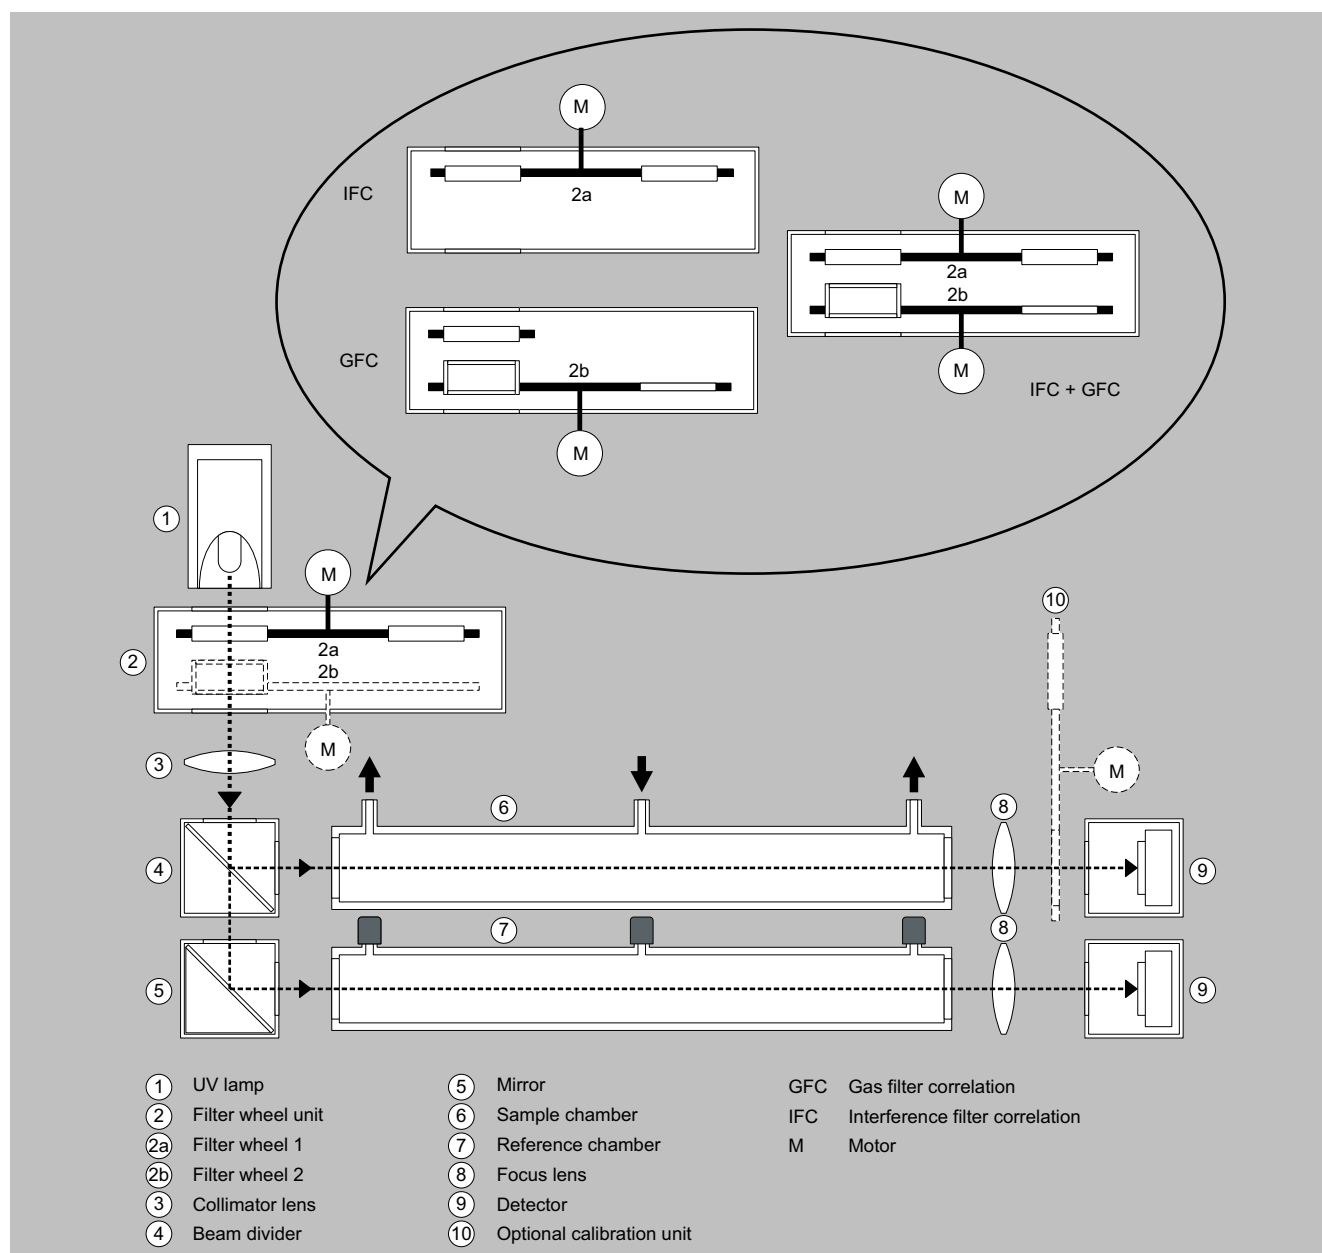 M
IFC
2a
M
2a
2b
GFC
2b
M
IFC + GFC
M
1
M
10
2a
2
2b
M
3
M
6
8
4
9
7
8
5
9
1 UV lamp
2 Filter wheel unit
2a Filter wheel 1
2b Filter wheel 2
3 Collimator lens
4 Beam divider
5 Mirror
6 Sample chamber
7 Reference chamber
8 Focus lens
9 Detector
10 Optional calibration unit
GFC Gas filter correlation
IFC Interference filter correlation
M Motor